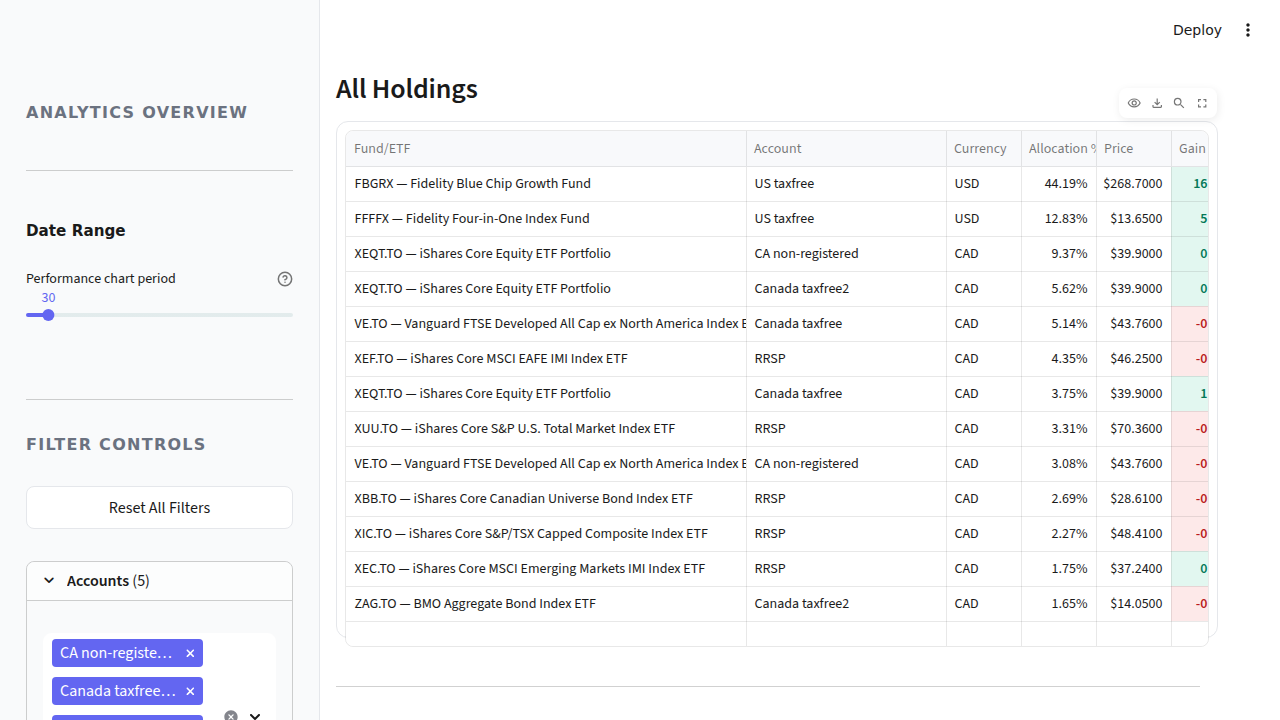 Deploy
ANALYTICS OVERVIEW
Date Range
Performance chart period
30
FILTER CONTROLS
Reset All Filters
Accounts (5)
CA non-registe…
Canada taxfree…
All Holdings
Fund/ETF Account Currency Allocation % Price Gain
FBGRX — Fidelity Blue Chip Growth Fund US taxfree USD 44.19% $268.7000 16
FFFFX — Fidelity Four-in-One Index Fund US taxfree USD 12.83% $13.6500 5
XEQT.TO — iShares Core Equity ETF Portfolio CA non-registered CAD 9.37% $39.9000 0
XEQT.TO — iShares Core Equity ETF Portfolio Canada taxfree2 CAD 5.62% $39.9000 0
VE.TO — Vanguard FTSE Developed All Cap ex North America Index E Canada taxfree CAD 5.14% $43.7600 -0
XEF.TO — iShares Core MSCI EAFE IMI Index ETF RRSP CAD 4.35% $46.2500 -0
XEQT.TO — iShares Core Equity ETF Portfolio Canada taxfree CAD 3.75% $39.9000 1
XUU.TO — iShares Core S&P U.S. Total Market Index ETF RRSP CAD 3.31% $70.3600 -0
VE.TO — Vanguard FTSE Developed All Cap ex North America Index E CA non-registered CAD 3.08% $43.7600 -0
XBB.TO — iShares Core Canadian Universe Bond Index ETF RRSP CAD 2.69% $28.6100 -0
XIC.TO — iShares Core S&P/TSX Capped Composite Index ETF RRSP CAD 2.27% $48.4100 -0
XEC.TO — iShares Core MSCI Emerging Markets IMI Index ETF RRSP CAD 1.75% $37.2400 0
ZAG.TO — BMO Aggregate Bond Index ETF Canada taxfree2 CAD 1.65% $14.0500 -0